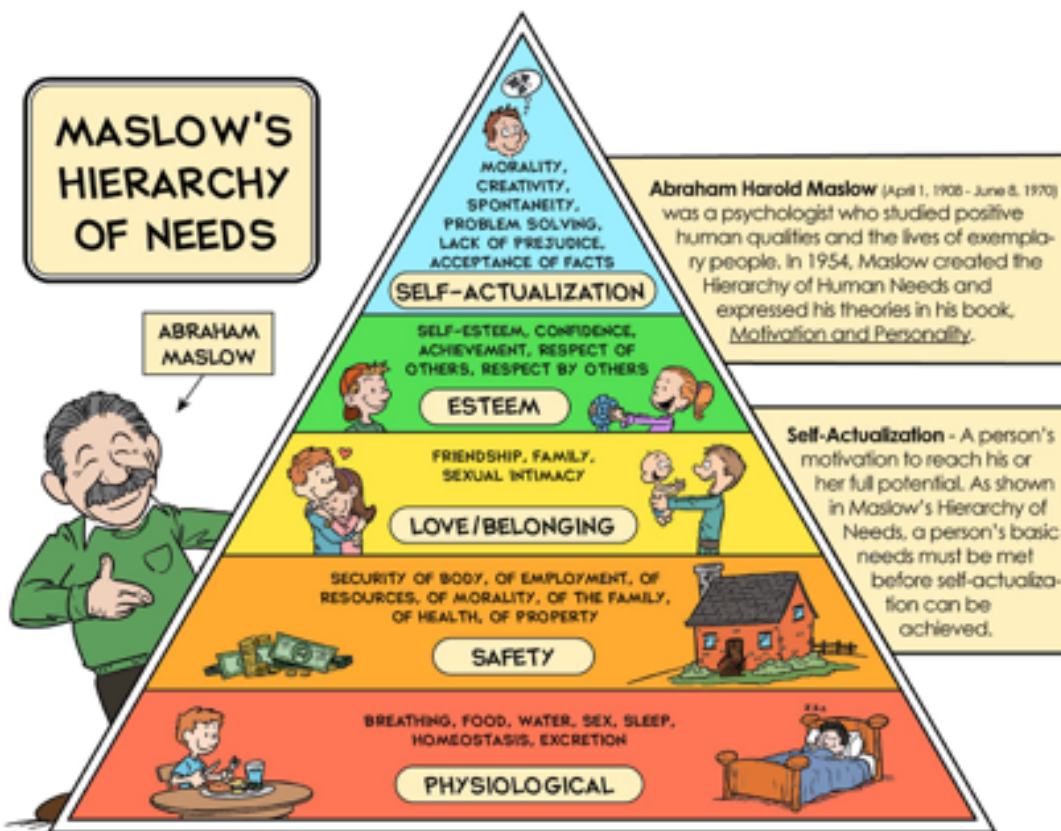 MASLOW'S
HIERARCHY
OF NEEDS
ABRAHAM
MASLOW
MORALITY,
CREATIVITY,
SPONTANEITY,
PROBLEM SOLVING,
LACK OF PREJUDICE,
ACCEPTANCE OF FACTS
SELF-ACTUALIZATION
SELF-ESTEEM, CONFIDENCE,
ACHIEVEMENT, RESPECT OF
OTHERS, RESPECT BY OTHERS
ESTEEM
FRIENDSHIP, FAMILY,
SEXUAL INTIMACY
LOVE/BELONGING
SECURITY OF BODY, OF EMPLOYMENT, OF
RESOURCES, OF MORALITY, OF THE FAMILY,
OF HEALTH, OF PROPERTY
SAFETY
BREATHING, FOOD, WATER, SEX, SLEEP,
HOMEOSTASIS, EXCRETION
PHYSIOLOGICAL
zzz
Abraham Harold Maslow (April 1, 1908 - June 8, 1970)
was a psychologist who studied positive
human qualities and the lives of exempla-
ry people. In 1954, Maslow created the
Hierarchy of Human Needs and
expressed his theories in his book,
Motivation and Personality.
Self-Actualization - A person's
motivation to reach his or
her full potential. As shown
in Maslow's Hierarchy of
Needs, a person's basic
needs must be met
before self-actualiza-
tion can be
achieved.